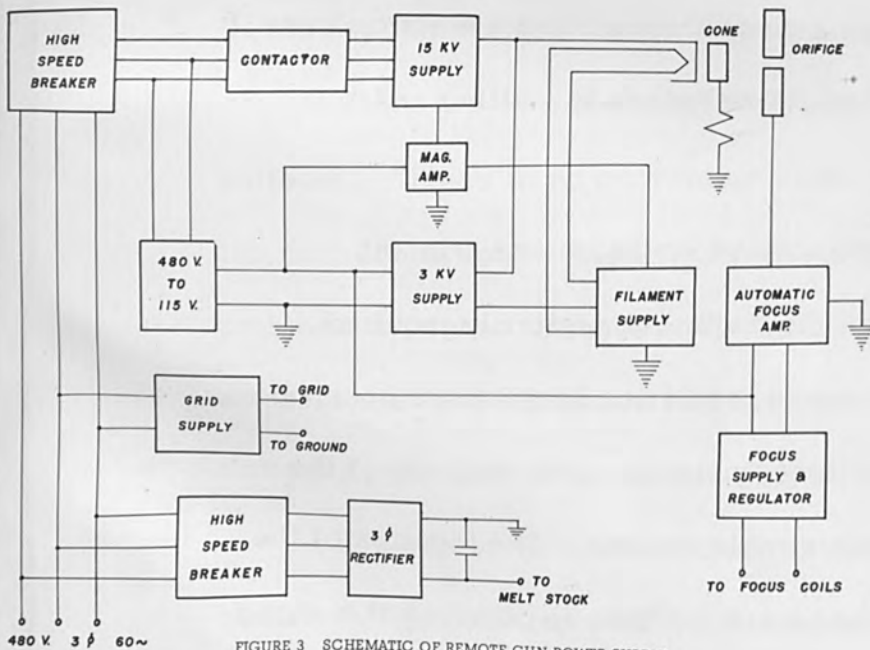 HIGH
SPEED
BREAKER
CONTACTOR
15 KV
SUPPLY
CONE
ORIFICE
MAG.
AMP.
480 V.
TO
115 V.
3 KV
SUPPLY
FILAMENT
SUPPLY
AUTOMATIC
FOCUS
AMP.
GRID
SUPPLY
TO GRID
TO GROUND
FOCUS
SUPPLY &
REGULATOR
HIGH
SPEED
BREAKER
3 ϕ
RECTIFIER
TO
MELT STOCK
TO FOCUS COILS
480 V. 3 ϕ 60~
FIGURE 3 SCHEMATIC OF REMOTE GUN POWER